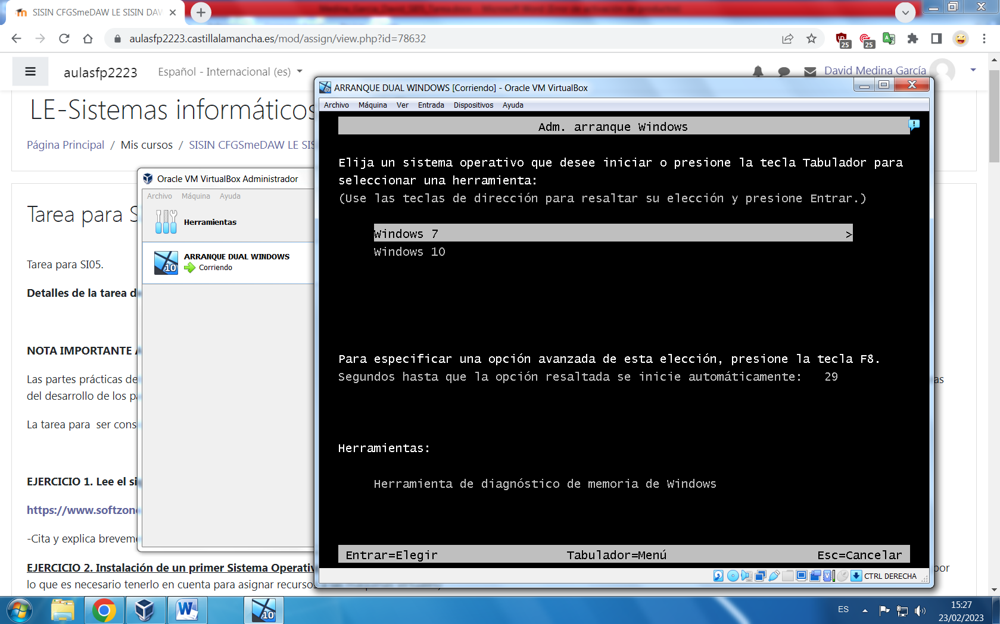 SISIN CFGSmeDAW LE SISIN DAW
aulasfp2223.castillalamancha.es/mod/assign/view.php?id=78632
25
25
aulasfp2223
Español - Internacional (es)
David Medina García
LE-Sistemas informáticos
Página Principal / Mis cursos / SISIN CFGSmeDAW LE SIS
Tarea para S
Tarea para SI05.
Detalles de la tarea d
NOTA IMPORTANTE
Las partes prácticas de
as
del desarrollo de los pa
La tarea para ser cons
EJERCICIO 1. Lee el si
https://www.softzone
-Cita y explica breveme
EJERCICIO 2. Instalación de un primer Sistema Operativ
por
lo que es necesario tenerlo en cuenta para asignar recursos
Oracle VM VirtualBox Administrador
Archivo Máquina Ayuda
Herramientas
ARRANQUE DUAL WINDOWS
Corriendo
10
ARRANQUE DUAL WINDOWS [Corriendo] - Oracle VM VirtualBox
Archivo Máquina Ver Entrada Dispositivos Ayuda
Adm. arranque Windows
Elija un sistema operativo que desee iniciar o presione la tecla Tabulador para
seleccionar una herramienta:
(Use las teclas de dirección para resaltar su elección y presione Entrar.)
Windows 7 >
Windows 10
Para especificar una opción avanzada de esta elección, presione la tecla F8.
Segundos hasta que la opción resaltada se inicie automáticamente: 29
Herramientas:
Herramienta de diagnóstico de memoria de Windows
Entrar=Elegir Tabulador=Menú Esc=Cancelar
CTRL DERECHA
10
ES
15:27
23/02/2023